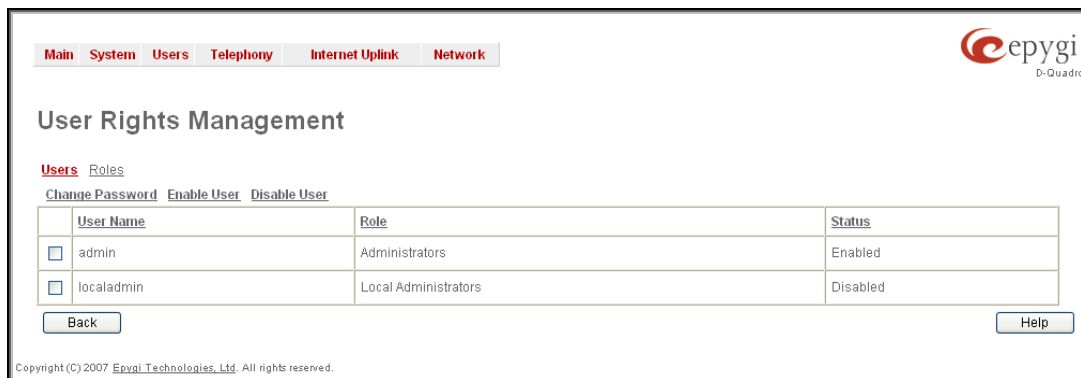 Main System Users Telephony Internet Uplink Network
epygi
D-Quadro
User Rights Management
Users Roles
Change Password Enable User Disable User
User Name Role Status
admin Administrators Enabled
localadmin Local Administrators Disabled
Back Help
Copyright (C) 2007 Epygi Technologies, Ltd. All rights reserved.